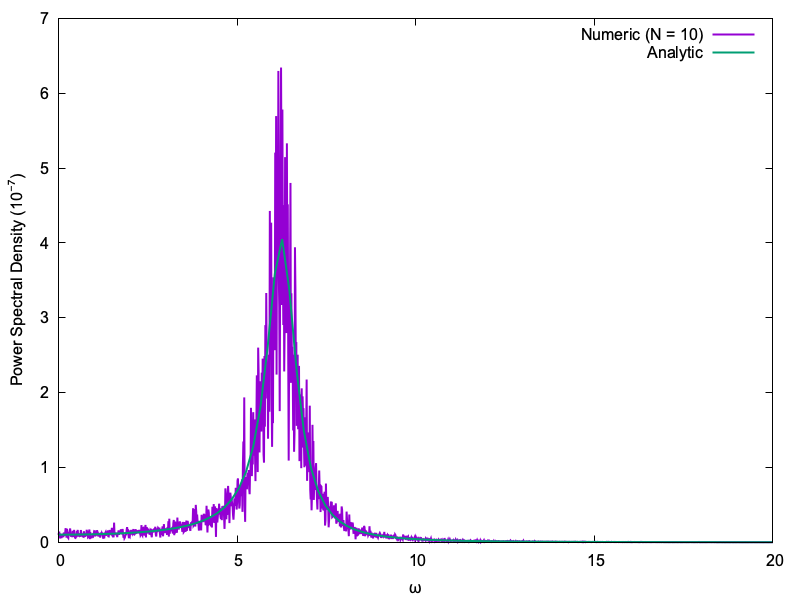 7
6
5
4
3
2
1
0
Power Spectral Density (10⁻⁷)
Numeric (N = 10)
Analytic
0 5 10 15 20
ω